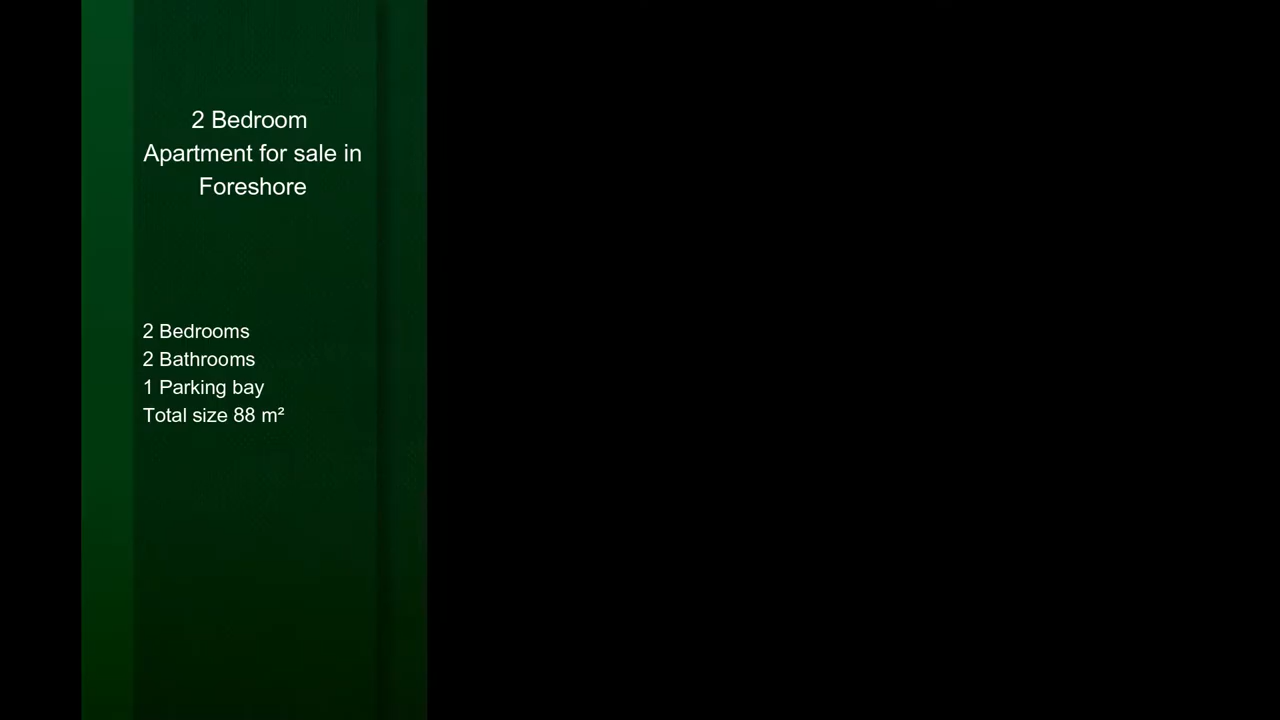 2 Bedroom
Apartment for sale in
Foreshore
2 Bedrooms
2 Bathrooms
1 Parking bay
Total size 88 m²